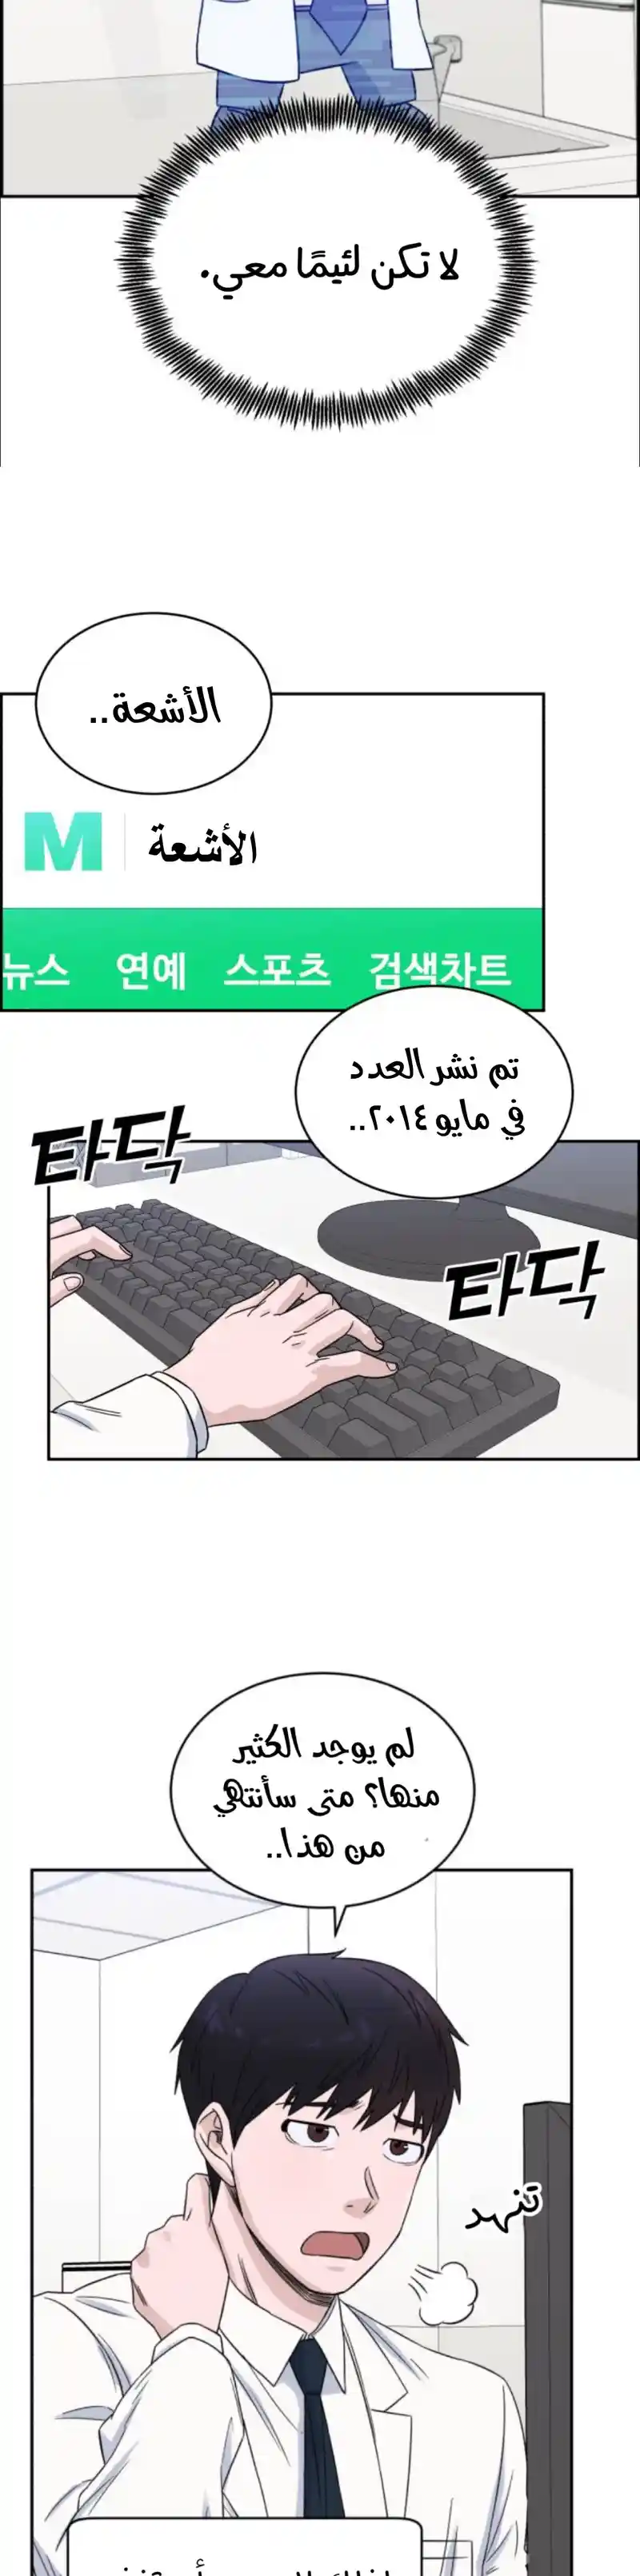 لا تكن لئيمًا معي.
الأشعة..
M الأشعة
뉴스 연예 스포츠 검색차트
تم نشر العدد
في مايو ٢٠١٤..
타닥
타닥
لم يوجد الكثير
منها؟ متى سأنتهي
من هذا..
تنهد